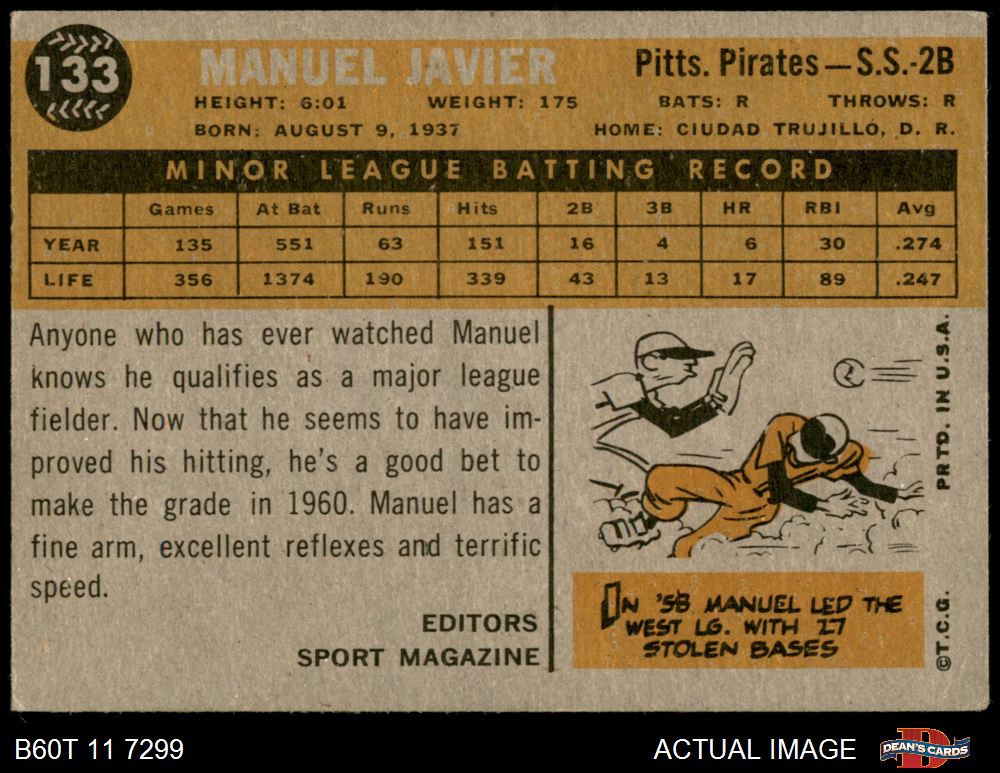 133
MANUEL JAVIER
Pitts. Pirates—S.S.-2B
HEIGHT: 6:01 WEIGHT: 175 BATS: R THROWS: R
BORN: AUGUST 9, 1937 HOME: CIUDAD TRUJILLO, D. R.
MINOR LEAGUE BATTING RECORD
Games At Bat Runs Hits 2B 3B HR RBI Avg
YEAR 135 551 63 151 16 4 6 30 .274
LIFE 356 1374 190 339 43 13 17 89 .247
Anyone who has ever watched Manuel
knows he qualifies as a major league
fielder. Now that he seems to have im-
proved his hitting, he's a good bet to
make the grade in 1960. Manuel has a
fine arm, excellent reflexes and terrific
speed.
EDITORS
SPORT MAGAZINE
IN '58 MANUEL LED THE
WEST LG. WITH 27
STOLEN BASES
©T.C.G. PRTD. IN U.S.A.
B60T 11 7299
ACTUAL IMAGE
DEAN'S CARDS